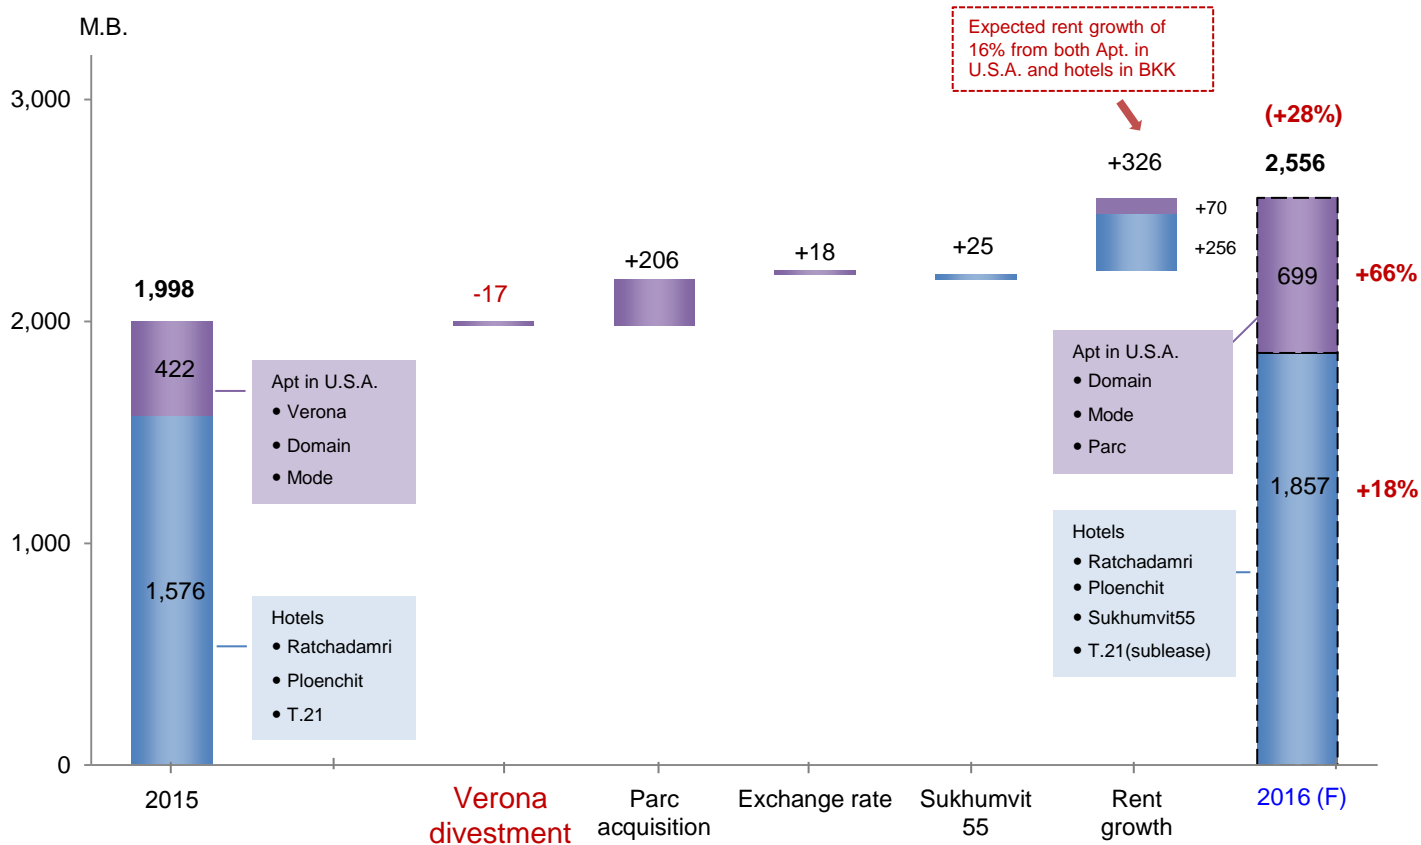 M.B.
Expected rent growth of
16% from both Apt. in
U.S.A. and hotels in BKK
3,000
2,000
1,000
0
(+28%)
1,998
-17
+206
+18
+25
+326
2,556
+70
+256
422
1,576
699
1,857
+66%
+18%
Apt in U.S.A.
• Verona
• Domain
• Mode
Hotels
• Ratchadamri
• Ploenchit
• T.21
Apt in U.S.A.
• Domain
• Mode
• Parc
Hotels
• Ratchadamri
• Ploenchit
• Sukhumvit55
• T.21(sublease)
2015
Verona
divestment
Parc
acquisition
Exchange rate
Sukhumvit
55
Rent
growth
2016 (F)